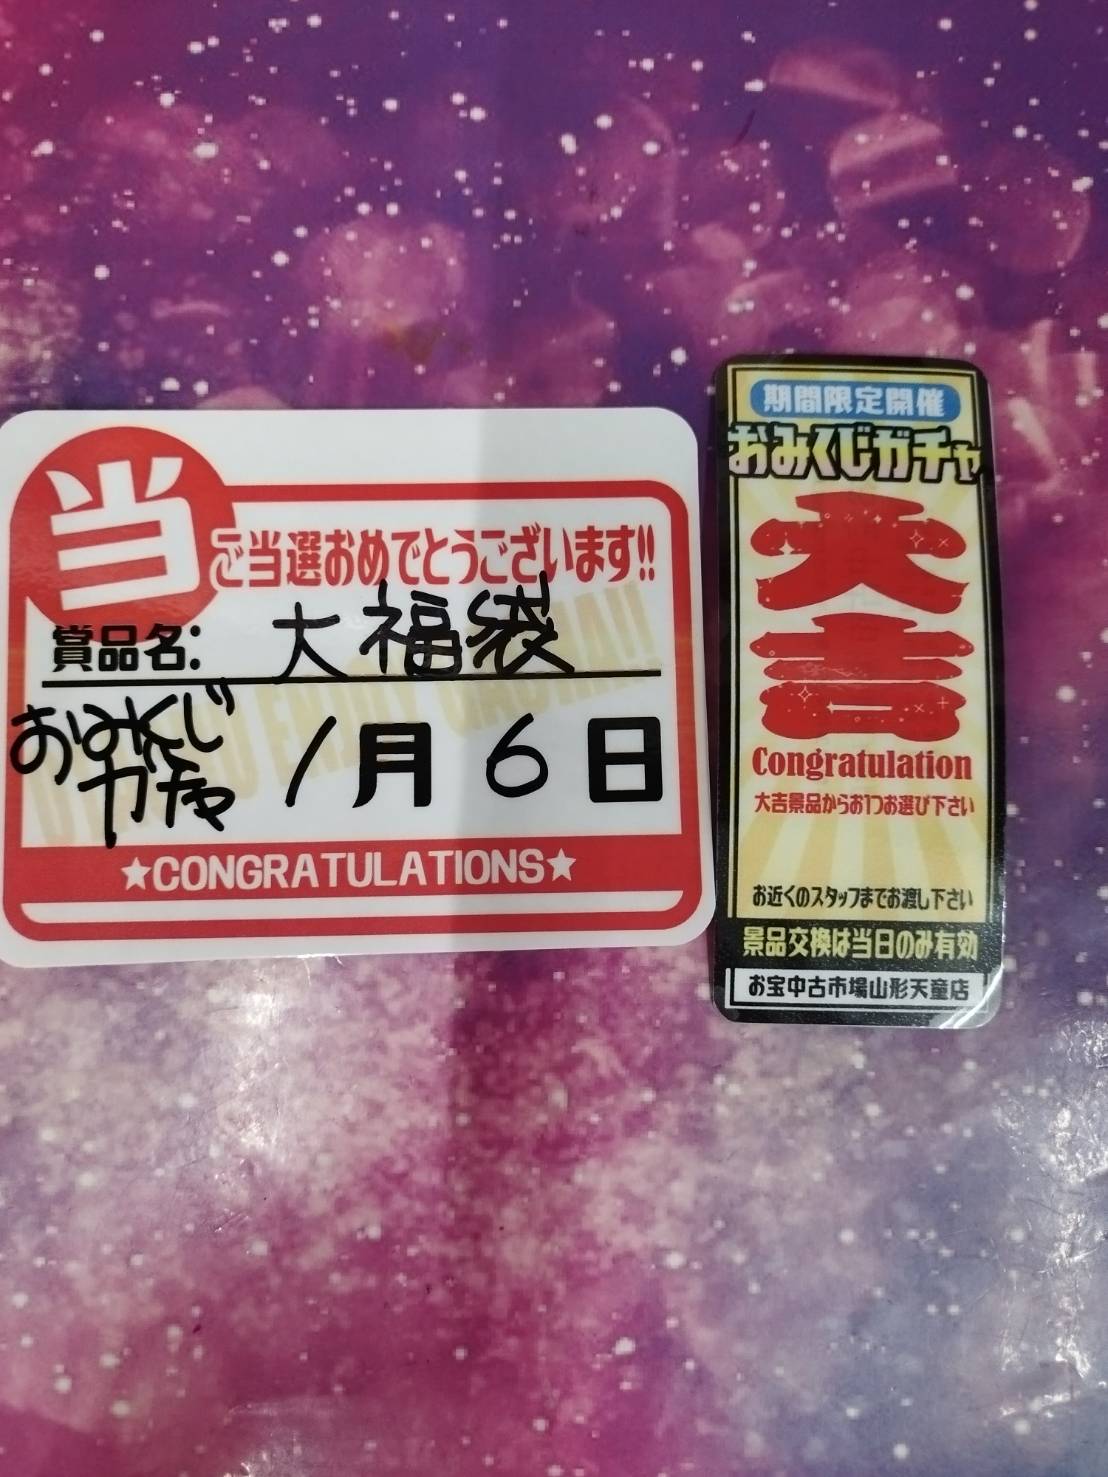 当
ご当選おめでとうございます!!
賞品名: 大福袋
おみくじ
ガチャ
1月6日
★CONGRATULATIONS★
期間限定開催
おみくじガチャ
大吉
Congratulation
大吉景品からお1つお選び下さい
お近くのスタッフまでお渡し下さい
景品交換は当日のみ有効
お宝中古市場山形天童店